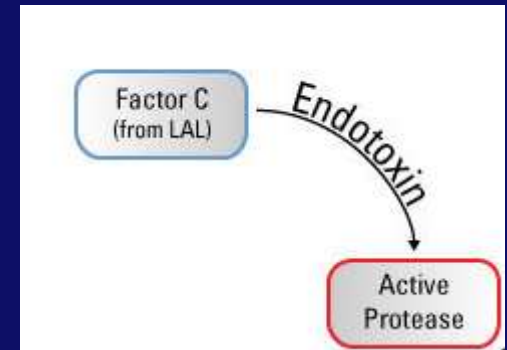 Factor C
(from LAL)
Endotoxin
Active
Protease